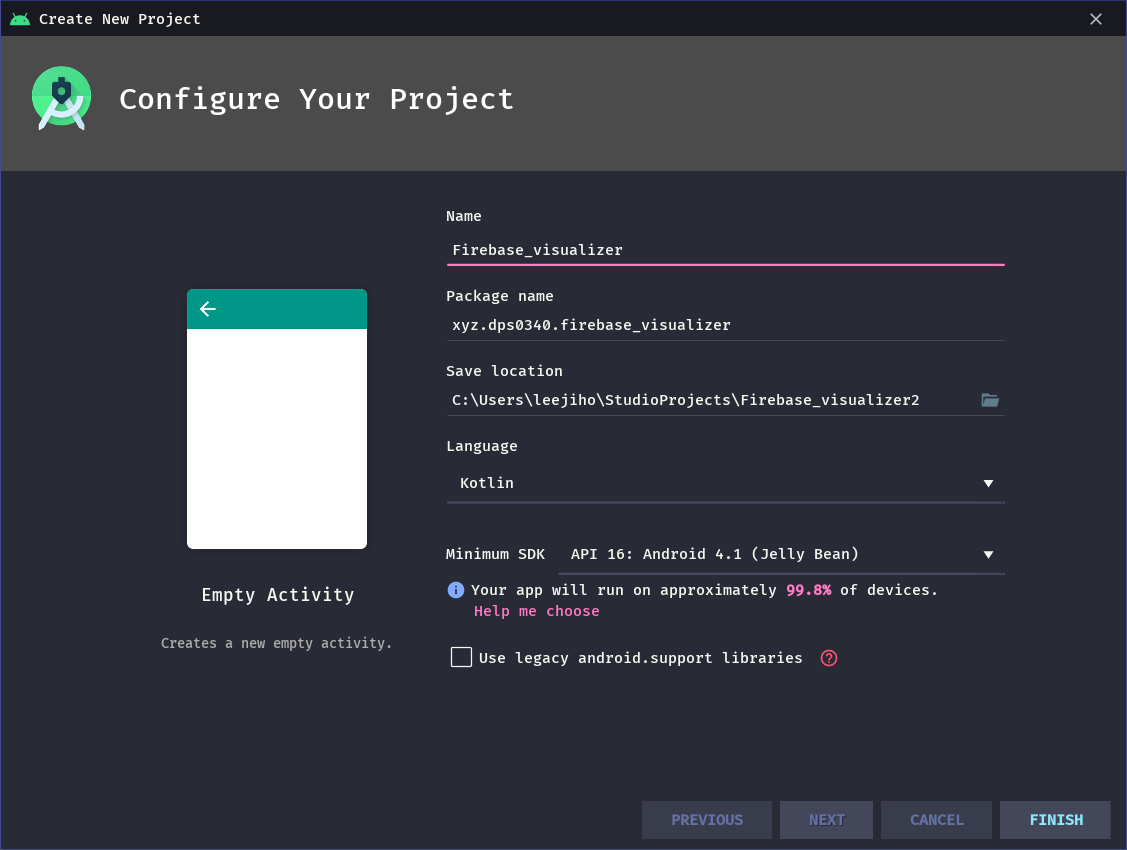 Create New Project
Configure Your Project
Name
Firebase_visualizer
Package name
xyz.dps0340.firebase_visualizer
Save location
C:\Users\leejiho\StudioProjects\Firebase_visualizer2
Language
Kotlin
Minimum SDK API 16: Android 4.1 (Jelly Bean)
i Your app will run on approximately 99.8% of devices.
Help me choose
Use legacy android.support libraries ?
Empty Activity
Creates a new empty activity.
PREVIOUS NEXT CANCEL FINISH